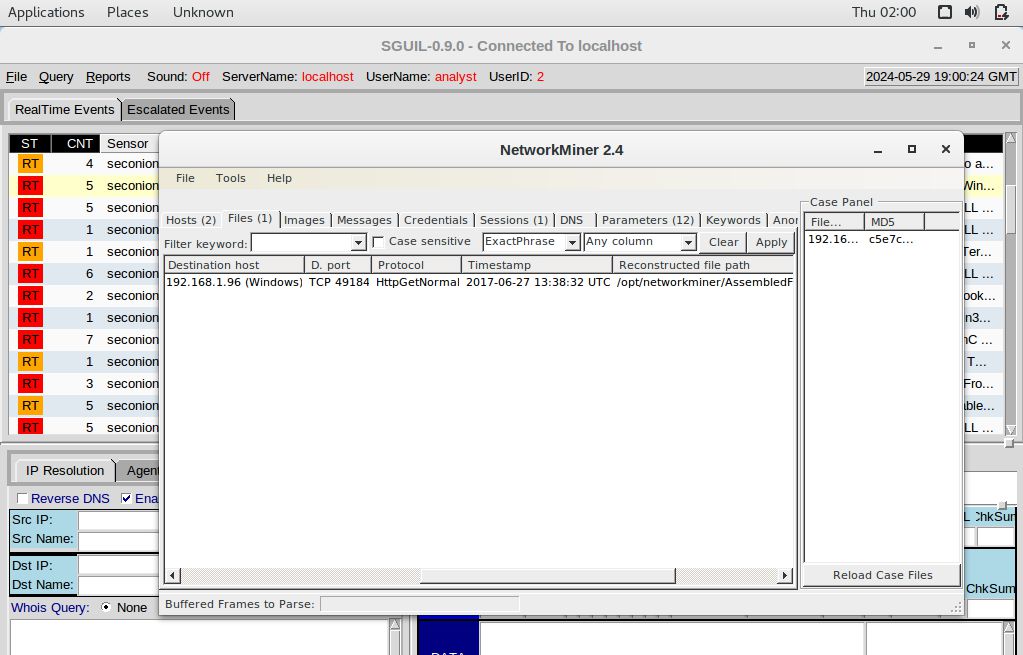 Applications Places Unknown Thu 02:00
SGUIL-0.9.0 - Connected To localhost
File Query Reports Sound: Off ServerName: localhost UserName: analyst UserID: 2 2024-05-29 19:00:24 GMT
RealTime Events Escalated Events
ST CNT Sensor
RT 4 seconion o a...
RT 5 seconion Win...
RT 5 seconion LL ...
RT 1 seconion LL ...
RT 1 seconion Ter...
RT 6 seconion LL ...
RT 2 seconion ook...
RT 1 seconion n3...
RT 7 seconion nC ...
RT 1 seconion T...
RT 3 seconion Fro...
RT 5 seconion able...
RT 5 seconion LL ...
NetworkMiner 2.4
File Tools Help
Case Panel
Hosts (2) Files (1) Images Messages Credentials Sessions (1) DNS Parameters (12) Keywords Anor
File... MD5
192.16... c5e7c...
Filter keyword: Case sensitive ExactPhrase Any column Clear Apply
Destination host D. port Protocol Timestamp Reconstructed file path
192.168.1.96 (Windows) TCP 49184 HttpGetNormal 2017-06-27 13:38:32 UTC /opt/networkminer/AssembledF
Reload Case Files
Buffered Frames to Parse:
IP Resolution Agent
Reverse DNS Ena
Src IP:
Src Name:
Dst IP:
Dst Name:
Whois Query: None
L ChkSum
ChkSum
DATA